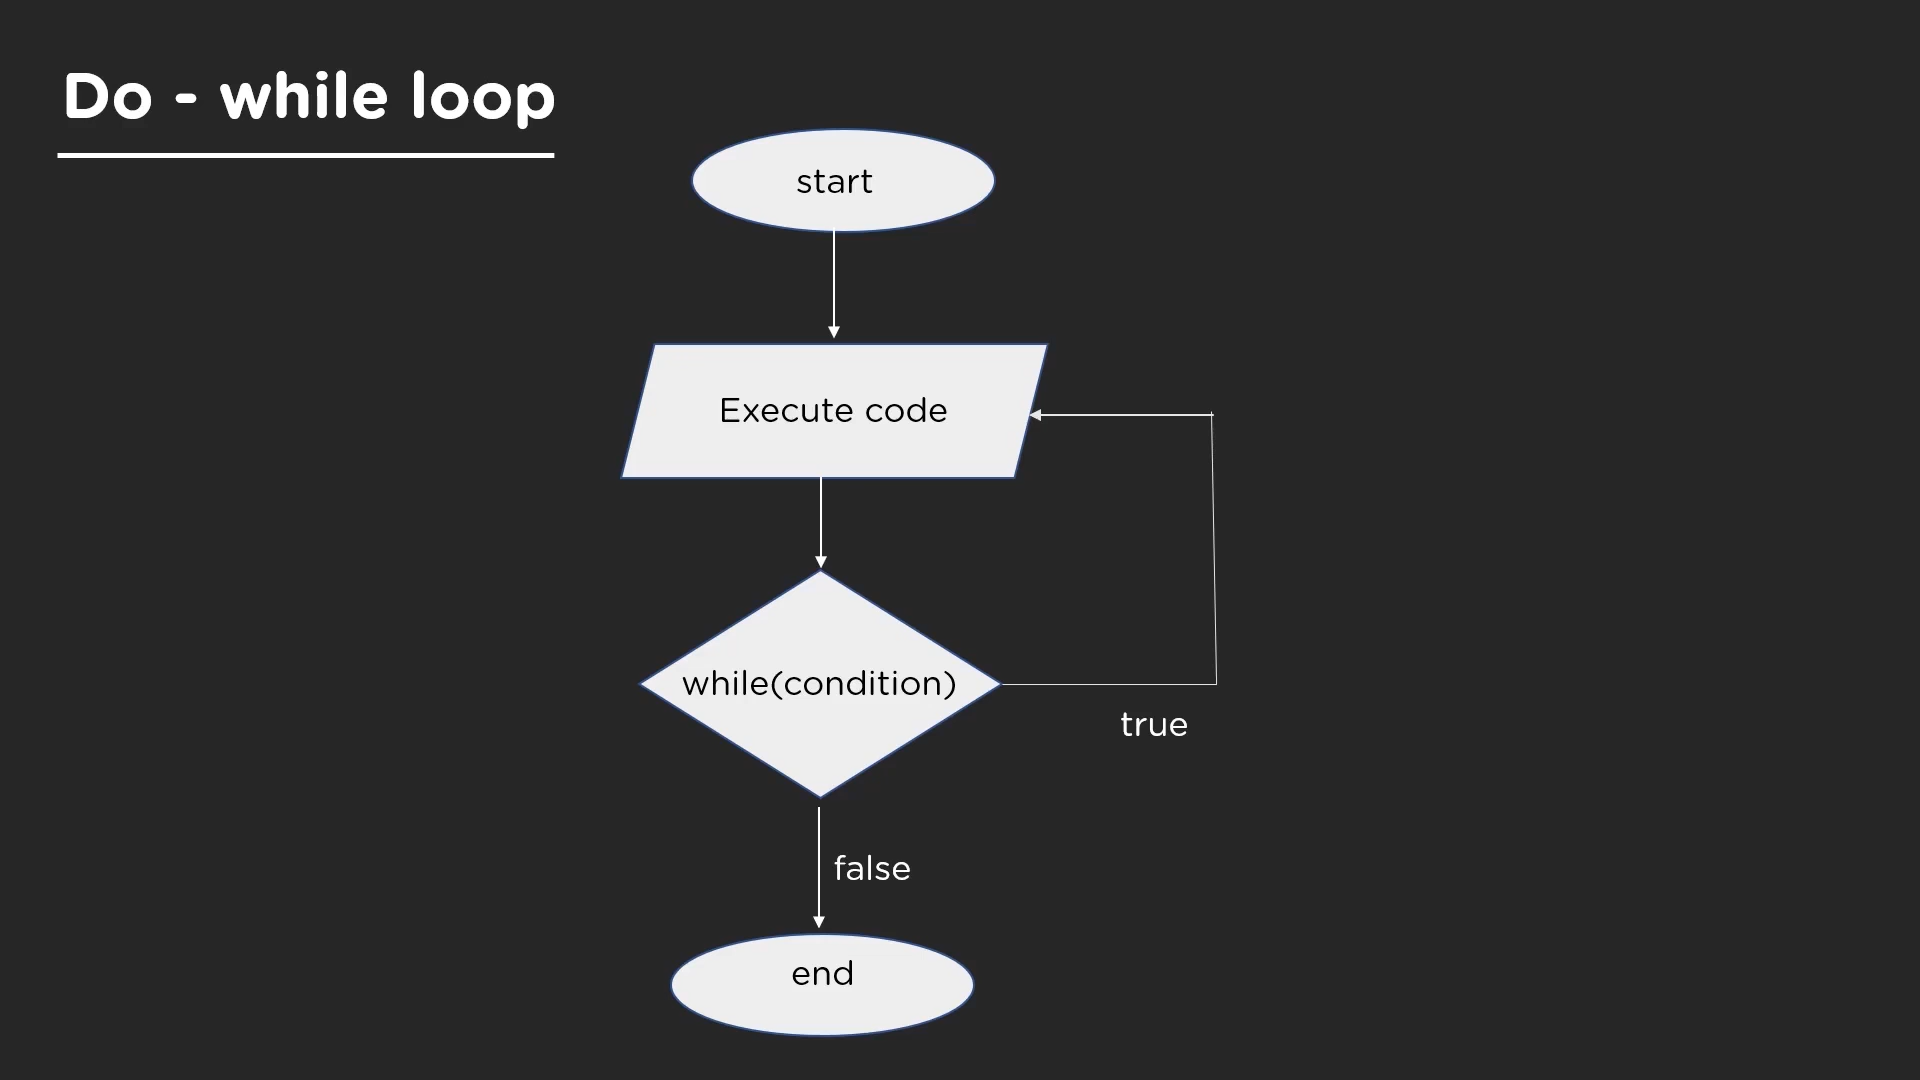 Do - while loop
start
Execute code
while(condition)
true
false
end